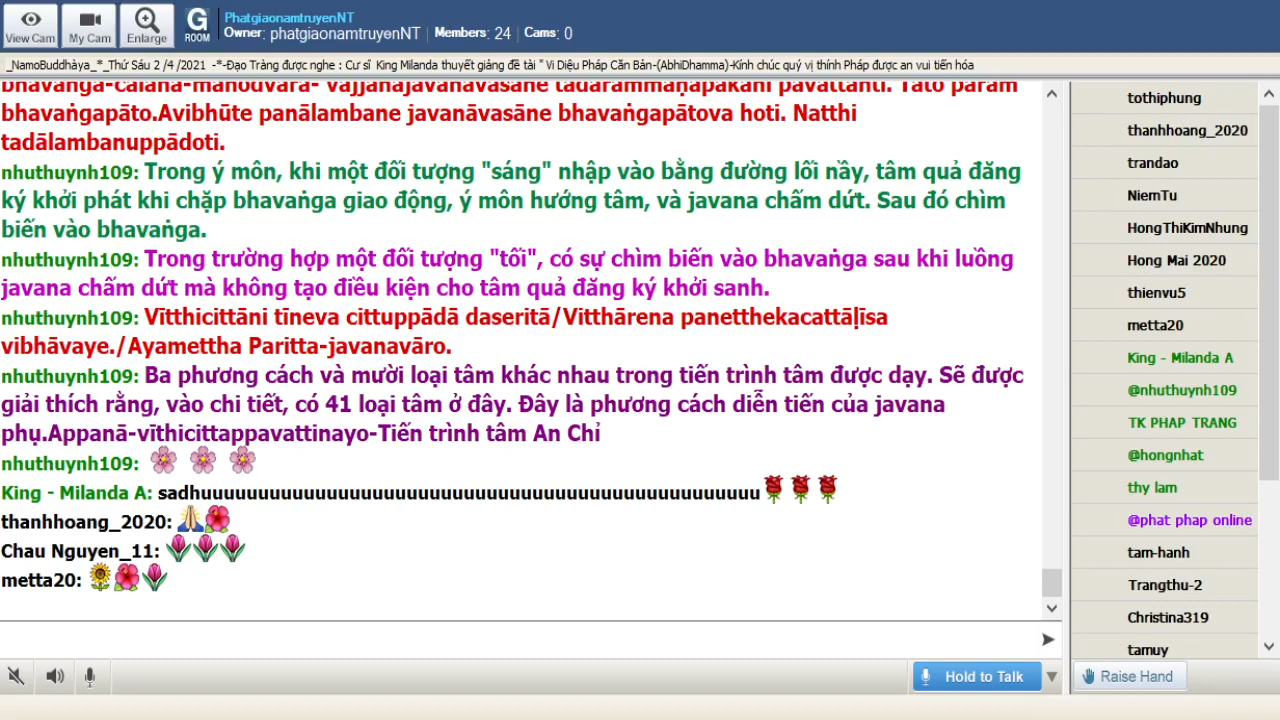 View Cam
My Cam
Enlarge
G
ROOM
PhatgiaonamtruyenNT
Owner: phatgiaonamtruyenNT | Members: 24 | Cams: 0
_NamoBuddhàya_*_Thứ Sáu 2 /4 /2021 -*-Đạo Tràng được nghe : Cư sĩ King Milanda thuyết giảng đề tài " Vi Diệu Pháp Căn Bản-(AbhiDhamma)-Kính chúc quý vị thính Pháp được an vui tiến hóa
bhavaṅga-calana-manodvārā- vajjanajavanāvasāne tadārammaṇapākāni pavattanti. Tato paraṃ
bhavaṅgapāto.Avibhūte panālambane javanāvasāne bhavaṅgapātova hoti. Natthi
tadālambanuppādoti.
nhuthuynh109: Trong ý môn, khi một đối tượng "sáng" nhập vào bằng đường lối nầy, tâm quả đăng
ký khởi phát khi chặp bhavaṅga giao động, ý môn hướng tâm, và javana chấm dứt. Sau đó chìm
biến vào bhavaṅga.
nhuthuynh109: Trong trường hợp một đối tượng "tối", có sự chìm biến vào bhavaṅga sau khi luồng
javana chấm dứt mà không tạo điều kiện cho tâm quả đăng ký khởi sanh.
nhuthuynh109: Vītthicittāni tīneva cittuppādā daseritā/Vitthārena panetthekacattāḷīsa
vibhāvaye./Ayamettha Paritta-javanavāro.
nhuthuynh109: Ba phương cách và mười loại tâm khác nhau trong tiến trình tâm được dạy. Sẽ được
giải thích rằng, vào chi tiết, có 41 loại tâm ở đây. Đây là phương cách diễn tiến của javana
phụ.Appanā-vīthicittappavattinayo-Tiến trình tâm An Chỉ
nhuthuynh109:
King - Milanda A: sadhuuuuuuuuuuuuuuuuuuuuuuuuuuuuuuuuuuuuuuuuuuuuuuuuu
thanhhoang_2020:
Chau Nguyen_11:
metta20:
Hold to Talk
tothiphung
thanhhoang_2020
trandao
NiemTu
HongThiKimNhung
Hong Mai 2020
thienvu5
metta20
King - Milanda A
@nhuthuynh109
TK PHAP TRANG
@hongnhat
thy lam
@phat phap online
tam-hanh
Trangthu-2
Christina319
tamuy
Raise Hand